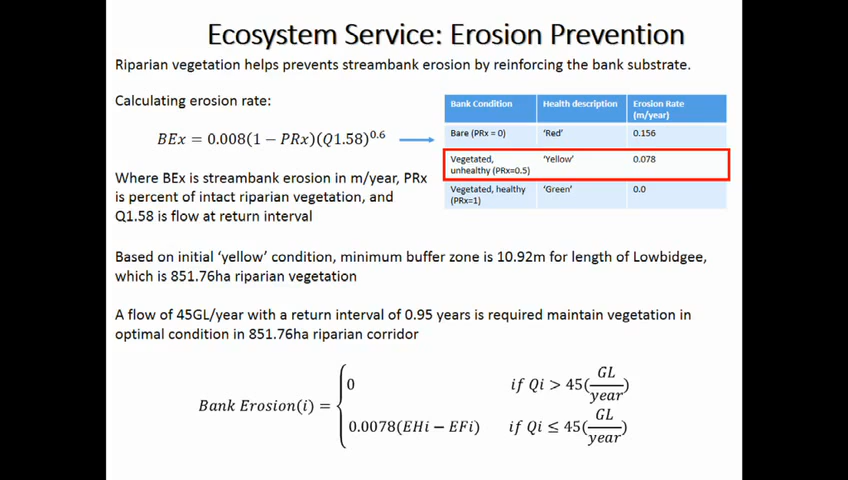 Ecosystem Service: Erosion Prevention
Riparian vegetation helps prevents streambank erosion by reinforcing the bank substrate.
Calculating erosion rate:
BEx = 0.008(1 − PRx)(Q1.58)^0.6
Bank Condition Health description Erosion Rate (m/year)
Bare (PRx = 0) 'Red' 0.156
Vegetated, unhealthy (PRx=0.5) 'Yellow' 0.078
Vegetated, healthy (PRx=1) 'Green' 0.0
Where BEx is streambank erosion in m/year, PRx
is percent of intact riparian vegetation, and
Q1.58 is flow at return interval
Based on initial 'yellow' condition, minimum buffer zone is 10.92m for length of Lowbidgee,
which is 851.76ha riparian vegetation
A flow of 45GL/year with a return interval of 0.95 years is required maintain vegetation in
optimal condition in 851.76ha riparian corridor
Bank Erosion(i) =
0 if Qi > 45(GL/year)
0.0078(EHi − EFi) if Qi ≤ 45(GL/year)